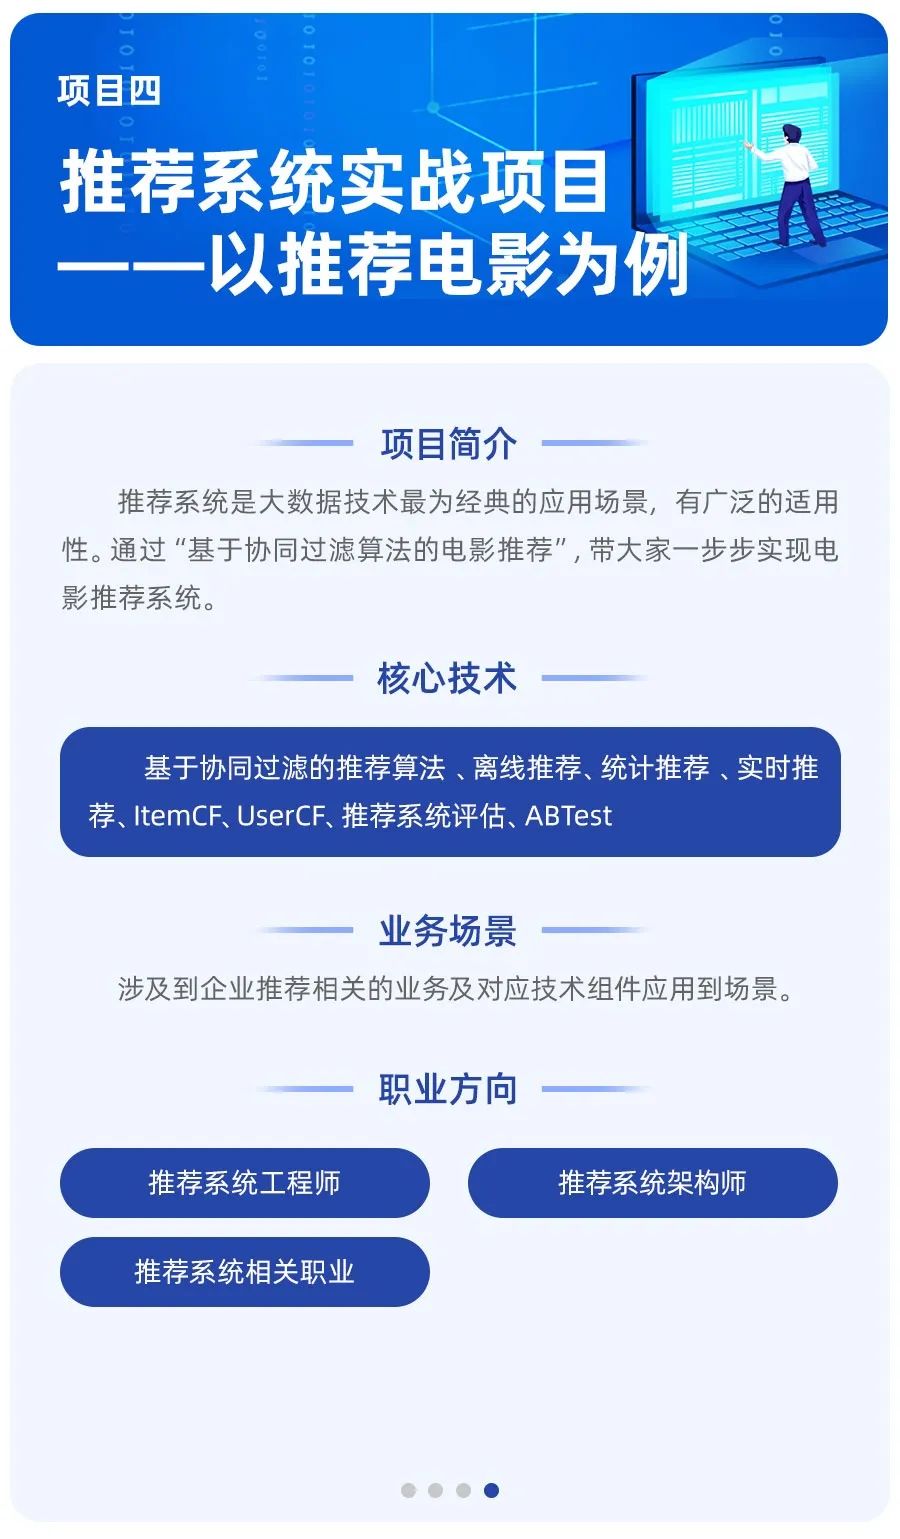 项目四
推荐系统实战项目
——以推荐电影为例
项目简介
推荐系统是大数据技术最为经典的应用场景，有广泛的适用
性。通过“基于协同过滤算法的电影推荐”，带大家一步步实现电
影推荐系统。
核心技术
基于协同过滤的推荐算法 、离线推荐、统计推荐 、实时推
荐、ItemCF、UserCF、推荐系统评估、ABTest
业务场景
涉及到企业推荐相关的业务及对应技术组件应用到场景。
职业方向
推荐系统工程师
推荐系统架构师
推荐系统相关职业